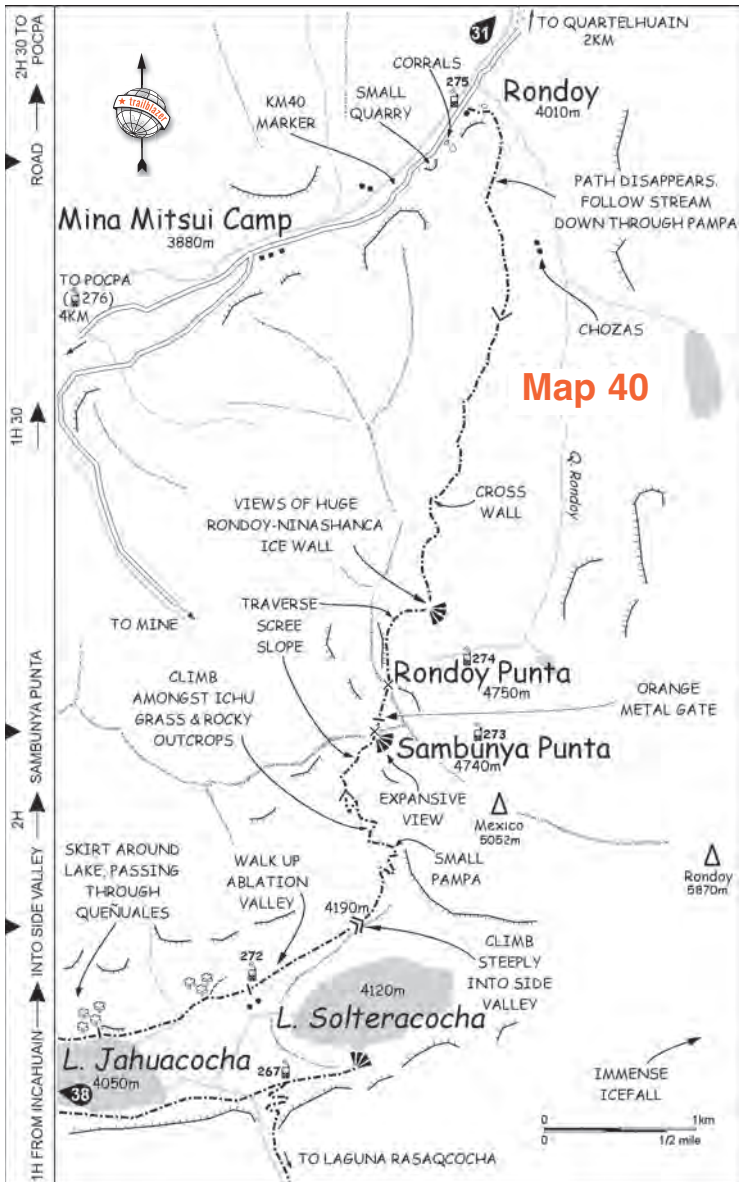 2H 30 TO
POCPA
ROAD
1H 30
SAMBUNYA PUNTA
2H
INTO SIDE VALLEY
1H FROM INCAHUAIN
★ trailblazer
31
TO QUARTELHUAIN
2KM
CORRALS
275
Rondoy
4010m
SMALL
QUARRY
KM40
MARKER
PATH DISAPPEARS.
FOLLOW STREAM
DOWN THROUGH PAMPA
Mina Mitsui Camp
3880m
TO POCPA
(276)
4KM
CHOZAS
Map 40
Q. Rondoy
CROSS
WALL
VIEWS OF HUGE
RONDOY-NINASHANCA
ICE WALL
TO MINE
TRAVERSE
SCREE
SLOPE
274
Rondoy Punta
4750m
CLIMB
AMONGST ICHU
GRASS & ROCKY
OUTCROPS
ORANGE
METAL GATE
273
Sambunya Punta
4740m
EXPANSIVE
VIEW
Mexico
5052m
Rondoy
5870m
SMALL
PAMPA
SKIRT AROUND
LAKE, PASSING
THROUGH
QUEÑUALES
WALK UP
ABLATION
VALLEY
4190m
CLIMB
STEEPLY
INTO SIDE
VALLEY
272
4120m
L. Solteracocha
L. Jahuacocha
4050m
267
38
IMMENSE
ICEFALL
0 1km
0 1/2 mile
TO LAGUNA RASAQCOCHA